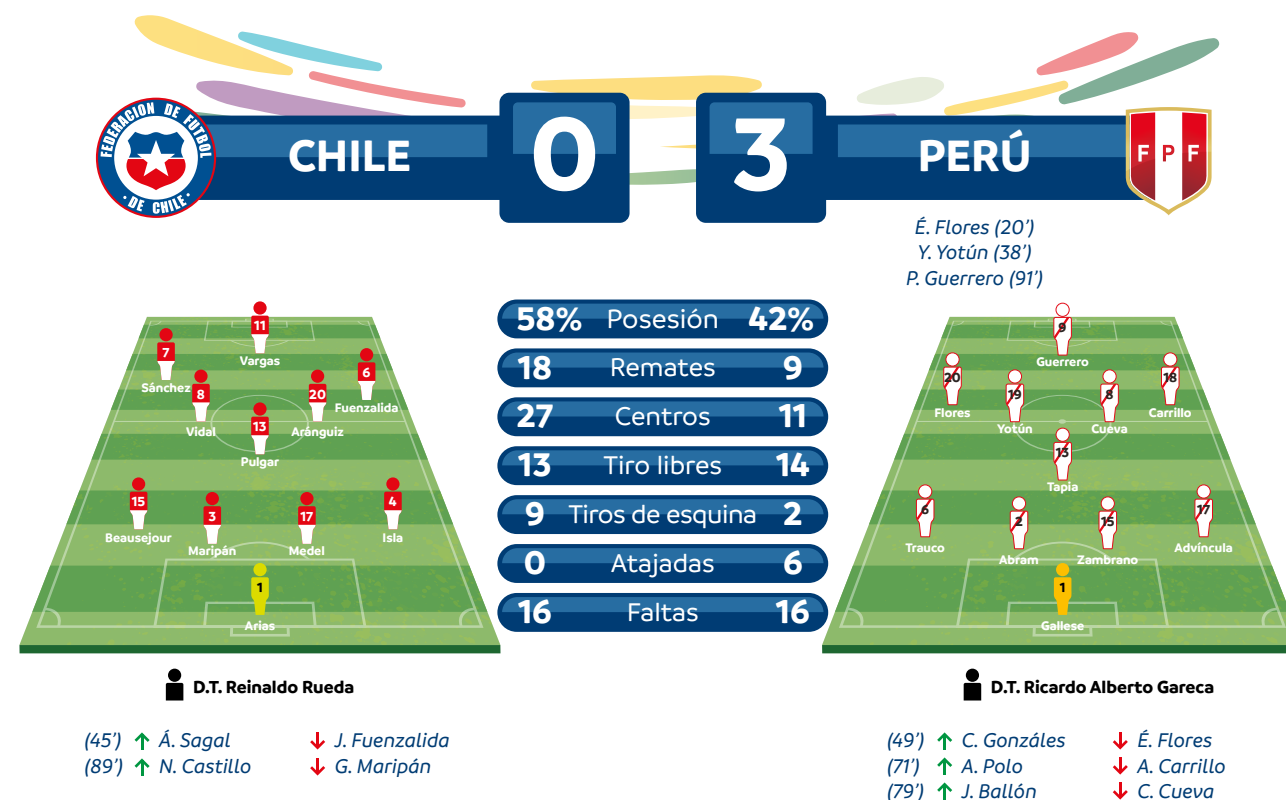 FEDERACION DE FUTBOL
· DE CHILE ·
CHILE 0 3 PERÚ
FPF
É. Flores (20')
Y. Yotún (38')
P. Guerrero (91')
11
Vargas
7
Sánchez
6
Fuenzalida
8
Vidal
20
Aránguiz
13
Pulgar
15
Beausejour
3
Maripán
17
Medel
4
Isla
1
Arias
58% Posesión 42%
18 Remates 9
27 Centros 11
13 Tiro libres 14
9 Tiros de esquina 2
0 Atajadas 6
16 Faltas 16
9
Guerrero
20
Flores
19
Yotún
8
Cueva
18
Carrillo
13
Tapia
6
Trauco
2
Abram
15
Zambrano
17
Advíncula
1
Gallese
D.T. Reinaldo Rueda
(45') ↑ Á. Sagal ↓ J. Fuenzalida
(89') ↑ N. Castillo ↓ G. Maripán
D.T. Ricardo Alberto Gareca
(49') ↑ C. Gonzáles ↓ É. Flores
(71') ↑ A. Polo ↓ A. Carrillo
(79') ↑ J. Ballón ↓ C. Cueva